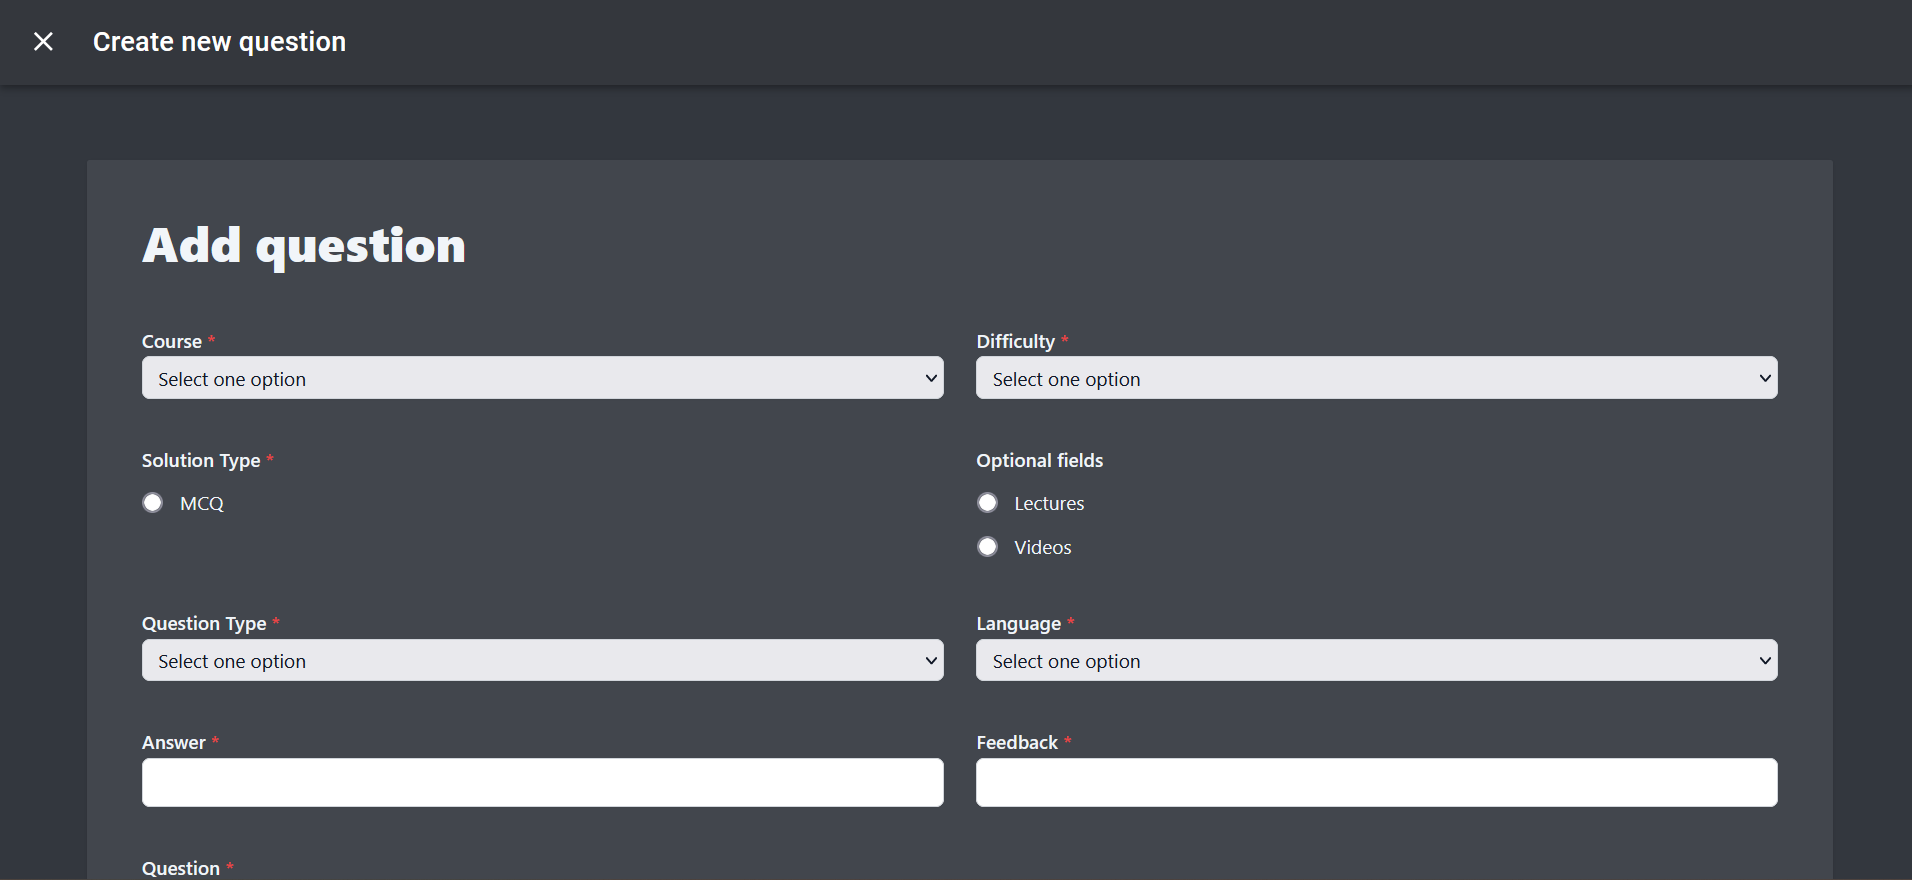 Create new question
Add question
Course *
Select one option
Difficulty *
Select one option
Solution Type *
MCQ
Optional fields
Lectures
Videos
Question Type *
Select one option
Language *
Select one option
Answer *
Feedback *
Question *